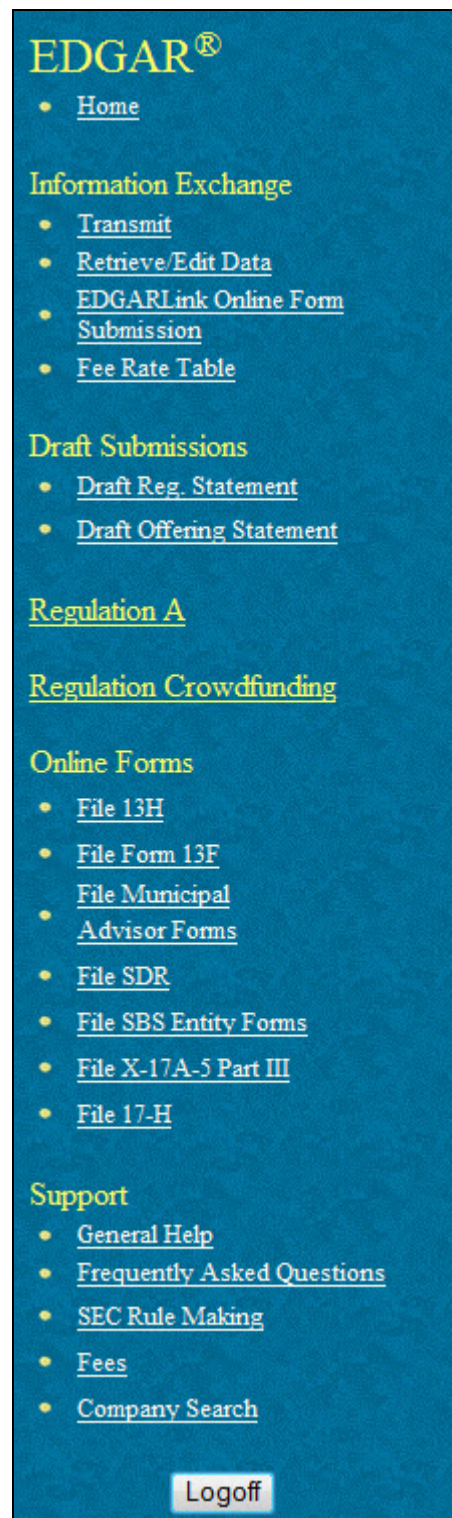 EDGAR®
Home
Information Exchange
Transmit
Retrieve/Edit Data
EDGARLink Online Form
Submission
Fee Rate Table
Draft Submissions
Draft Reg. Statement
Draft Offering Statement
Regulation A
Regulation Crowdfunding
Online Forms
File 13H
File Form 13F
File Municipal
Advisor Forms
File SDR
File SBS Entity Forms
File X-17A-5 Part III
File 17-H
Support
General Help
Frequently Asked Questions
SEC Rule Making
Fees
Company Search
Logoff